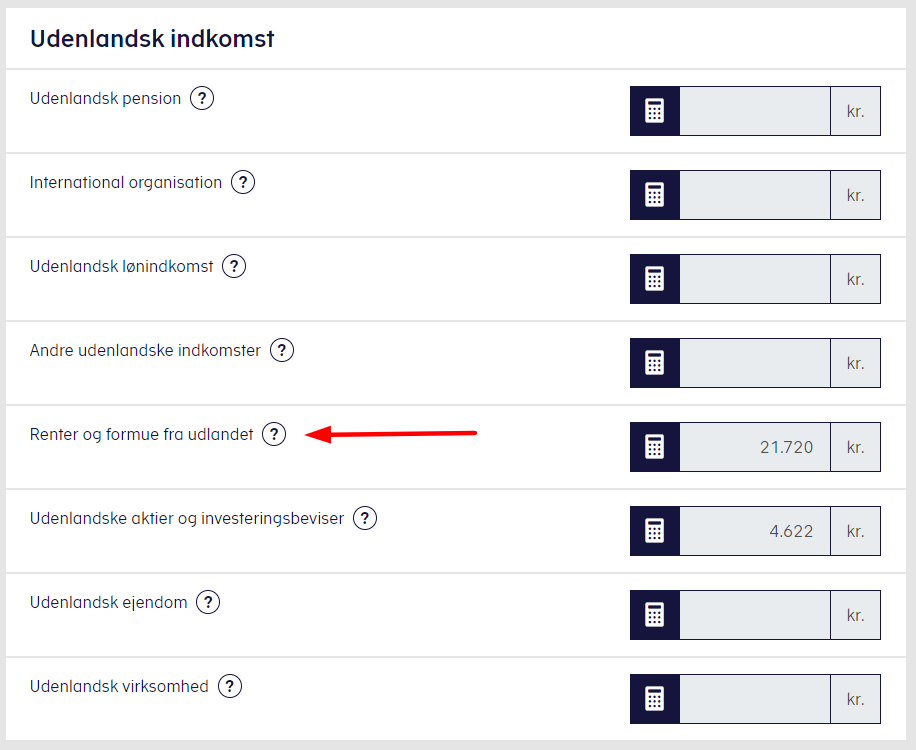 Udenlandsk indkomst
Udenlandsk pension ? kr.
International organisation ? kr.
Udenlandsk lønindkomst ? kr.
Andre udenlandske indkomster ? kr.
Renter og formue fra udlandet ? 21.720 kr.
Udenlandske aktier og investeringsbeviser ? 4.622 kr.
Udenlandsk ejendom ? kr.
Udenlandsk virksomhed ? kr.